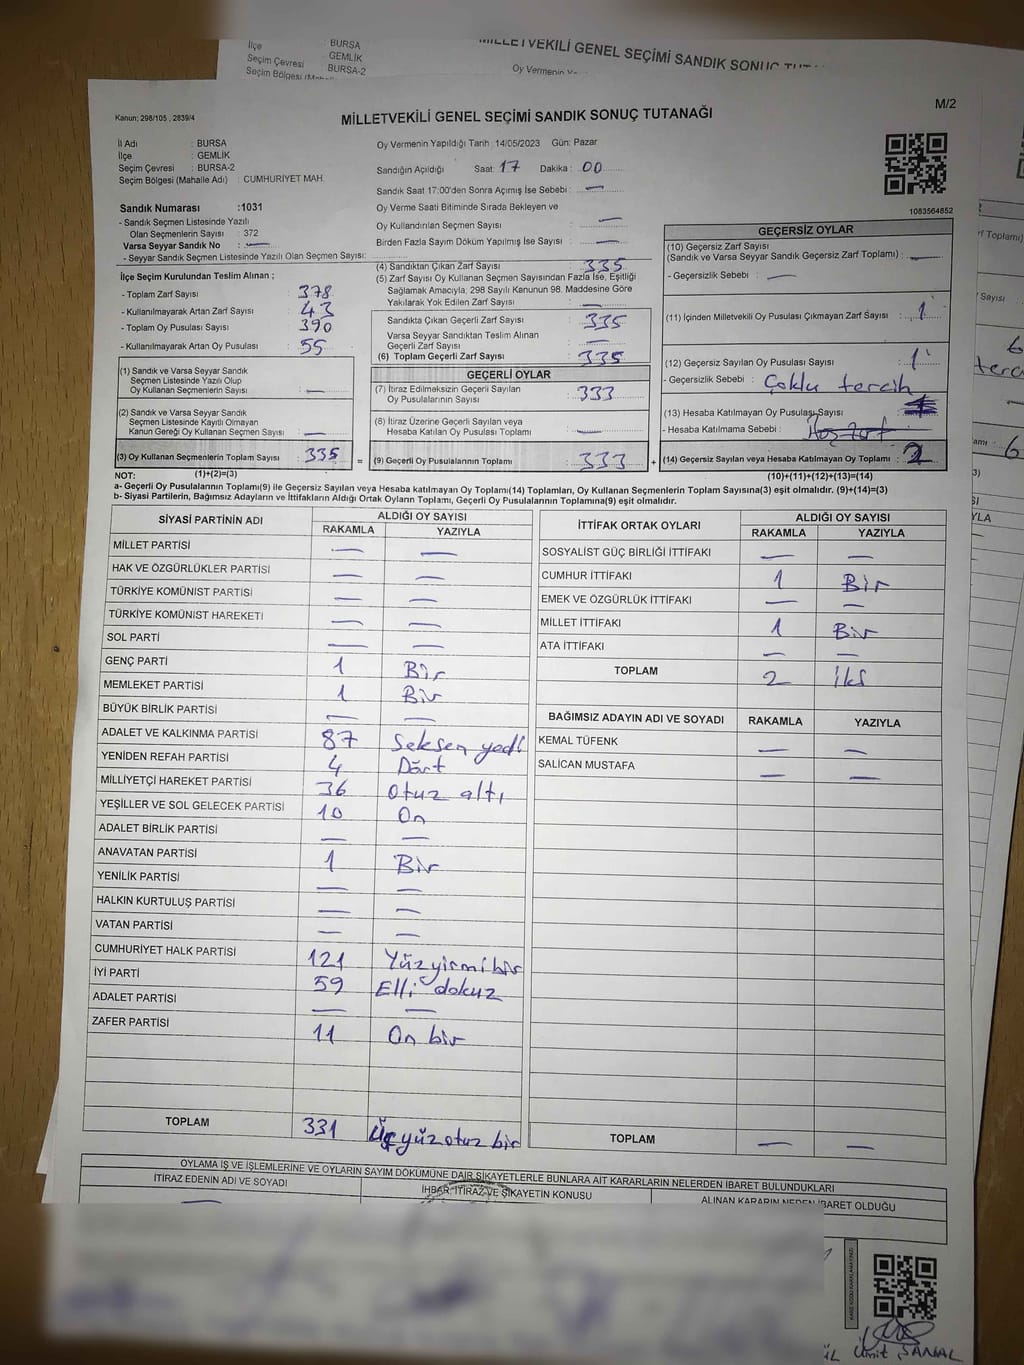 İlçe : BURSA
Seçim Çevresi : GEMLİK
Seçim Bölgesi : BURSA-2
MİLLETVEKİLİ GENEL SEÇİMİ SANDIK SONUÇ
Oy Vermenin
M/2
Kanun; 298/105 , 2839/4
MİLLETVEKİLİ GENEL SEÇİMİ SANDIK SONUÇ TUTANAĞI
İl Adı : BURSA
İlçe : GEMLİK
Seçim Çevresi : BURSA-2
Seçim Bölgesi (Mahalle Adı) : CUMHURİYET MAH.
Oy Vermenin Yapıldığı Tarih : 14/05/2023 Gün: Pazar
Sandığın Açıldığı Saat: 17 Dakika : 00
Sandık Saat 17:00'den Sonra Açımış İse Sebebi : —
Sandık Numarası :1031
- Sandık Seçmen Listesinde Yazılı
Olan Seçmenlerin Sayısı : 372
Varsa Seyyar Sandık No : —
- Seyyar Sandık Seçmen Listesinde Yazılı Olan Seçmen Sayısı:
Oy Verme Saati Bitiminde Sırada Bekleyen ve
Oy Kullandırılan Seçmen Sayısı : —
Birden Fazla Sayım Döküm Yapılmış İse Sayısı : —
1083564852
İlçe Seçim Kurulundan Teslim Alınan ;
- Toplam Zarf Sayısı : 378
- Kullanılmayarak Artan Zarf Sayısı : 43
- Toplam Oy Pusulası Sayısı : 390
- Kullanılmayarak Artan Oy Pusulası : 55
(4) Sandıktan Çıkan Zarf Sayısı : 335
(5) Zarf Sayısı Oy Kullanan Seçmen Sayısından Fazla İse, Eşitliği
Sağlamak Amacıyla, 298 Sayılı Kanunun 98. Maddesine Göre
Yakılarak Yok Edilen Zarf Sayısı : —
Sandıkta Çıkan Geçerli Zarf Sayısı : 335
Varsa Seyyar Sandıktan Teslim Alınan
Geçerli Zarf Sayısı : —
(6) Toplam Geçerli Zarf Sayısı : 335
GEÇERSİZ OYLAR
(10) Geçersiz Zarf Sayısı
(Sandık ve Varsa Seyyar Sandık Geçersiz Zarf Toplamı) : —
- Geçersizlik Sebebi : —
(11) İçinden Milletvekili Oy Pusulası Çıkmayan Zarf Sayısı : 1
(12) Geçersiz Sayılan Oy Pusulası Sayısı : 1
- Geçersizlik Sebebi : Çoklu tercih
(13) Hesaba Katılmayan Oy Pusulası Sayısı
- Hesaba Katılmama Sebebi :
(14) Geçersiz Sayılan veya Hesaba Katılmayan Oy Toplamı : 2
(10)+(11)+(12)+(13)=(14)
(1) Sandık ve Varsa Seyyar Sandık
Seçmen Listesinde Yazılı Olup
Oy Kullanan Seçmenlerin Sayısı : —
(2) Sandık ve Varsa Seyyar Sandık
Seçmen Listesinde Kayıtlı Olmayan
Kanun Gereği Oy Kullanan Seçmen Sayısı : —
(3) Oy Kullanan Seçmenlerin Toplam Sayısı : 335 =
(1)+(2)=(3)
GEÇERLİ OYLAR
(7) İtiraz Edilmeksizin Geçerli Sayılan
Oy Pusulalarının Sayısı : 333
(8) İtiraz Üzerine Geçerli Sayılan veya
Hesaba Katılan Oy Pusulası Toplamı : —
(9) Geçerli Oy Pusulalarının Toplamı : 333 +
NOT:
a- Geçerli Oy Pusulalarının Toplamı(9) ile Geçersiz Sayılan veya Hesaba katılmayan Oy Toplamı(14) Toplamları, Oy Kullanan Seçmenlerin Toplam Sayısına(3) eşit olmalıdır. (9)+(14)=(3)
b- Siyasi Partilerin, Bağımsız Adayların ve İttifakların Aldığı Ortak Oyların Toplamı, Geçerli Oy Pusulalarının Toplamına(9) eşit olmalıdır.
SİYASİ PARTİNİN ADI ALDIĞI OY SAYISI
RAKAMLA YAZIYLA
MİLLET PARTİSİ — —
HAK VE ÖZGÜRLÜKLER PARTİSİ — —
TÜRKİYE KOMÜNİST PARTİSİ — —
TÜRKİYE KOMÜNİST HAREKETİ — —
SOL PARTİ — —
GENÇ PARTİ 1 Bir
MEMLEKET PARTİSİ 1 Bir
BÜYÜK BİRLİK PARTİSİ — —
ADALET VE KALKINMA PARTİSİ 87 Seksen yedi
YENİDEN REFAH PARTİSİ 4 Dört
MİLLİYETÇİ HAREKET PARTİSİ 36 Otuz altı
YEŞİLLER VE SOL GELECEK PARTİSİ 10 On
ADALET BİRLİK PARTİSİ — —
ANAVATAN PARTİSİ 1 Bir
YENİLİK PARTİSİ — —
HALKIN KURTULUŞ PARTİSİ — —
VATAN PARTİSİ — —
CUMHURİYET HALK PARTİSİ 121 Yüzyirmi bir
İYİ PARTİ 59 Elli dokuz
ADALET PARTİSİ — —
ZAFER PARTİSİ 11 On bir
TOPLAM 331 Üçyüzotuz bir
İTTİFAK ORTAK OYLARI ALDIĞI OY SAYISI
RAKAMLA YAZIYLA
SOSYALİST GÜÇ BİRLİĞİ İTTİFAKI — —
CUMHUR İTTİFAKI 1 Bir
EMEK VE ÖZGÜRLÜK İTTİFAKI — —
MİLLET İTTİFAKI 1 Bir
ATA İTTİFAKI — —
TOPLAM 2 iki
BAĞIMSIZ ADAYIN ADI VE SOYADI RAKAMLA YAZIYLA
KEMAL TÜFENK — —
SALİCAN MUSTAFA — —
TOPLAM — —
OYLAMA İŞ VE İŞLEMLERİNE VE OYLARIN SAYIM DÖKÜMÜNE DAİR ŞİKAYETLERLE BUNLARA AİT KARARLARIN NELERDEN İBARET BULUNDUKLARI
İTİRAZ EDENİN ADI VE SOYADI İHBAR, İTİRAZ VE ŞİKAYETİN KONUSU ALINAN KARARIN NEDEN İBARET OLDUĞU
Ümit ŞANAL